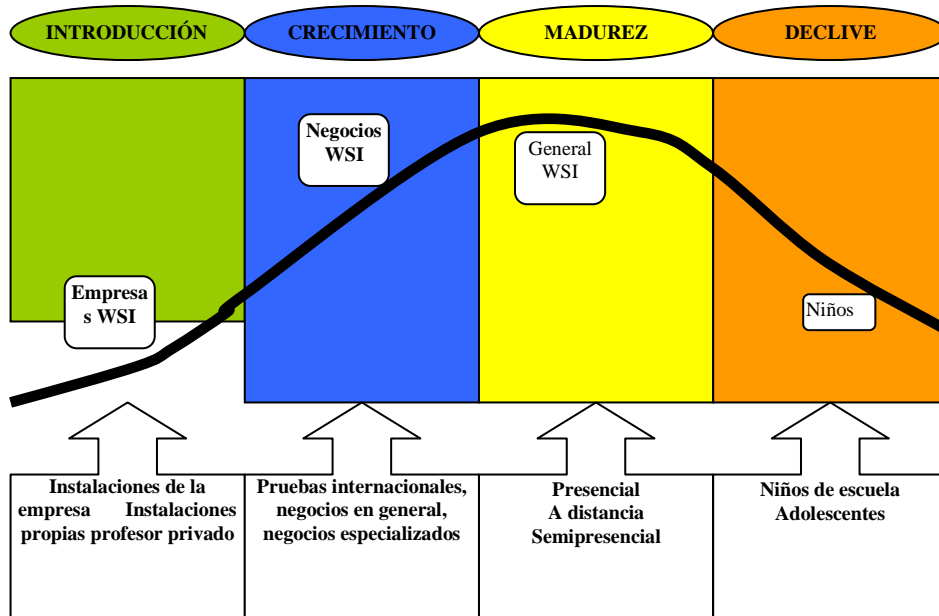 INTRODUCCIÓN
CRECIMIENTO
MADUREZ
DECLIVE
Negocios
WSI
General
WSI
Empresa
s WSI
Niños
Instalaciones de la
empresa Instalaciones
propias profesor privado
Pruebas internacionales,
negocios en general,
negocios especializados
Presencial
A distancia
Semipresencial
Niños de escuela
Adolescentes